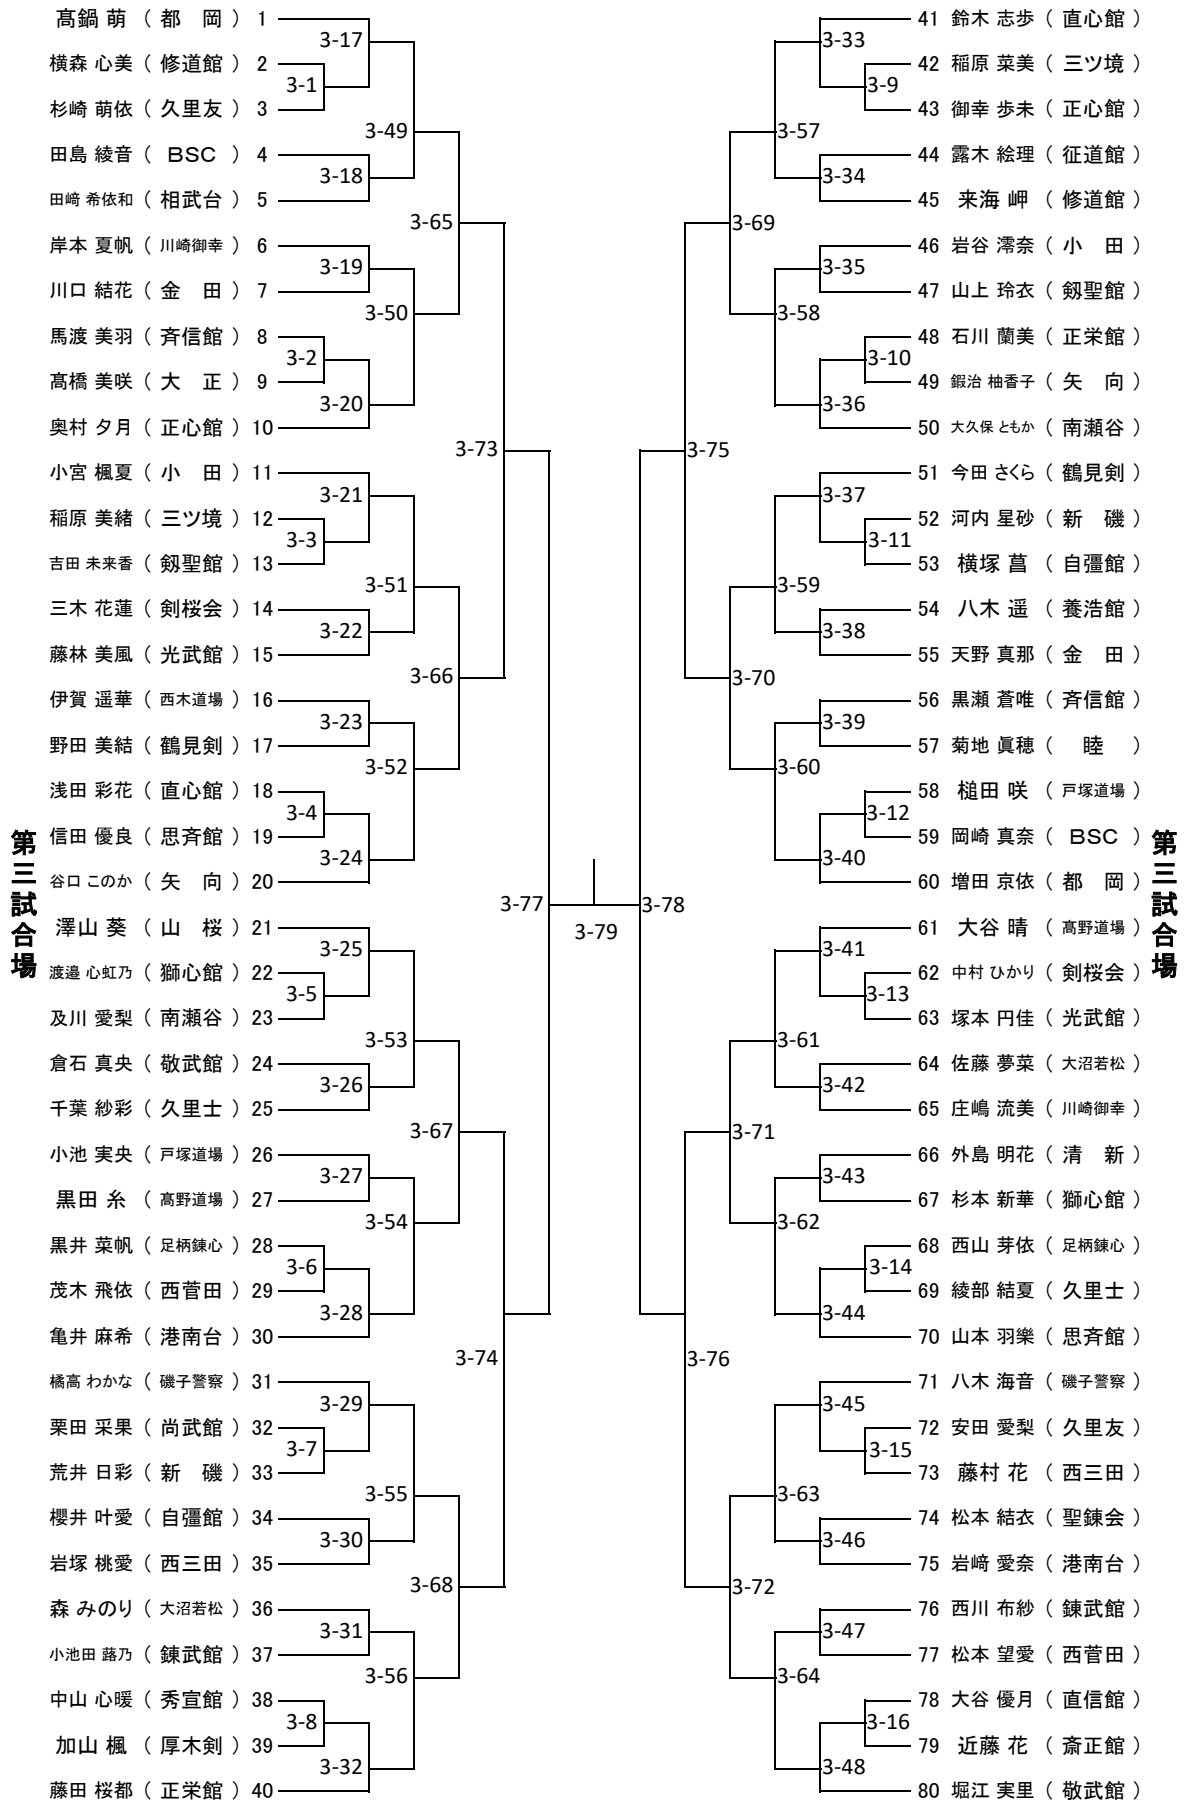 第三試合場
髙鍋 萌 ( 都　岡 ) 1
横森 心美 ( 修道館 ) 2
杉崎 萌依 ( 久里友 ) 3
田島 綾音 ( BSC ) 4
田﨑 希依和 ( 相武台 ) 5
岸本 夏帆 ( 川崎御幸 ) 6
川口 結花 ( 金　田 ) 7
馬渡 美羽 ( 斉信館 ) 8
髙橋 美咲 ( 大　正 ) 9
奥村 夕月 ( 正心館 ) 10
小宮 楓夏 ( 小　田 ) 11
稲原 美緒 ( 三ツ境 ) 12
吉田 未来香 ( 剱聖館 ) 13
三木 花蓮 ( 剣桜会 ) 14
藤林 美風 ( 光武館 ) 15
伊賀 遥華 ( 西木道場 ) 16
野田 美結 ( 鶴見剣 ) 17
浅田 彩花 ( 直心館 ) 18
信田 優良 ( 思斉館 ) 19
谷口 このか ( 矢　向 ) 20
澤山 葵 ( 山　桜 ) 21
渡邉 心虹乃 ( 獅心館 ) 22
及川 愛梨 ( 南瀬谷 ) 23
倉石 真央 ( 敬武館 ) 24
千葉 紗彩 ( 久里士 ) 25
小池 実央 ( 戸塚道場 ) 26
黒田 糸 ( 髙野道場 ) 27
黒井 菜帆 ( 足柄錬心 ) 28
茂木 飛依 ( 西菅田 ) 29
亀井 麻希 ( 港南台 ) 30
橘高 わかな ( 磯子警察 ) 31
栗田 采果 ( 尚武館 ) 32
荒井 日彩 ( 新　磯 ) 33
櫻井 叶愛 ( 自彊館 ) 34
岩塚 桃愛 ( 西三田 ) 35
森 みのり ( 大沼若松 ) 36
小池田 蕗乃 ( 錬武館 ) 37
中山 心暖 ( 秀宣館 ) 38
加山 楓 ( 厚木剣 ) 39
藤田 桜都 ( 正栄館 ) 40
3-1
3-2
3-3
3-4
3-5
3-6
3-7
3-8
3-17
3-18
3-19
3-20
3-21
3-22
3-23
3-24
3-25
3-26
3-27
3-28
3-29
3-30
3-31
3-32
3-49
3-50
3-51
3-52
3-53
3-54
3-55
3-56
3-65
3-66
3-67
3-68
3-73
3-74
3-77
3-79
3-78
3-75
3-76
3-69
3-70
3-71
3-72
3-57
3-58
3-59
3-60
3-61
3-62
3-63
3-64
3-33
3-34
3-35
3-36
3-37
3-38
3-39
3-40
3-41
3-42
3-43
3-44
3-45
3-46
3-47
3-48
3-9
3-10
3-11
3-12
3-13
3-14
3-15
3-16
41 鈴木 志歩 ( 直心館 )
42 稲原 菜美 ( 三ツ境 )
43 御幸 歩未 ( 正心館 )
44 露木 絵理 ( 征道館 )
45 来海 岬 ( 修道館 )
46 岩谷 澪奈 ( 小　田 )
47 山上 玲衣 ( 剱聖館 )
48 石川 蘭美 ( 正栄館 )
49 鍜治 柚香子 ( 矢　向 )
50 大久保 ともか ( 南瀬谷 )
51 今田 さくら ( 鶴見剣 )
52 河内 星砂 ( 新　磯 )
53 横塚 菖 ( 自彊館 )
54 八木 遥 ( 養浩館 )
55 天野 真那 ( 金　田 )
56 黒瀬 蒼唯 ( 斉信館 )
57 菊地 眞穂 ( 睦 )
58 槌田 咲 ( 戸塚道場 )
59 岡崎 真奈 ( BSC )
60 増田 京依 ( 都　岡 )
61 大谷 晴 ( 髙野道場 )
62 中村 ひかり ( 剣桜会 )
63 塚本 円佳 ( 光武館 )
64 佐藤 夢菜 ( 大沼若松 )
65 庄嶋 流美 ( 川崎御幸 )
66 外島 明花 ( 清　新 )
67 杉本 新華 ( 獅心館 )
68 西山 芽依 ( 足柄錬心 )
69 綾部 結夏 ( 久里士 )
70 山本 羽樂 ( 思斉館 )
71 八木 海音 ( 磯子警察 )
72 安田 愛梨 ( 久里友 )
73 藤村 花 ( 西三田 )
74 松本 結衣 ( 聖錬会 )
75 岩﨑 愛奈 ( 港南台 )
76 西川 布紗 ( 錬武館 )
77 松本 望愛 ( 西菅田 )
78 大谷 優月 ( 直信館 )
79 近藤 花 ( 斎正館 )
80 堀江 実里 ( 敬武館 )
第三試合場